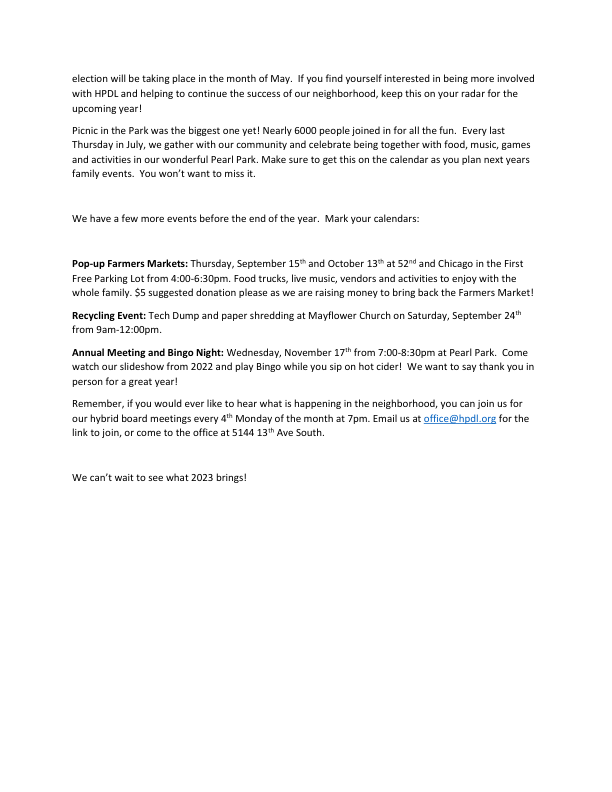 election will be taking place in the month of May.  If you find yourself interested in being more involved
with HPDL and helping to continue the success of our neighborhood, keep this on your radar for the
upcoming year!
Picnic in the Park was the biggest one yet! Nearly 6000 people joined in for all the fun.  Every last
Thursday in July, we gather with our community and celebrate being together with food, music, games
and activities in our wonderful Pearl Park. Make sure to get this on the calendar as you plan next years
family events.  You won’t want to miss it.
We have a few more events before the end of the year.  Mark your calendars:
Pop-up Farmers Markets: Thursday, September 15th and October 13th at 52nd and Chicago in the First
Free Parking Lot from 4:00-6:30pm. Food trucks, live music, vendors and activities to enjoy with the
whole family. $5 suggested donation please as we are raising money to bring back the Farmers Market!
Recycling Event: Tech Dump and paper shredding at Mayflower Church on Saturday, September 24th
from 9am-12:00pm.
Annual Meeting and Bingo Night: Wednesday, November 17th from 7:00-8:30pm at Pearl Park.  Come
watch our slideshow from 2022 and play Bingo while you sip on hot cider!  We want to say thank you in
person for a great year!
Remember, if you would ever like to hear what is happening in the neighborhood, you can join us for
our hybrid board meetings every 4th Monday of the month at 7pm. Email us at office@hpdl.org for the
link to join, or come to the office at 5144 13th Ave South.
We can’t wait to see what 2023 brings!